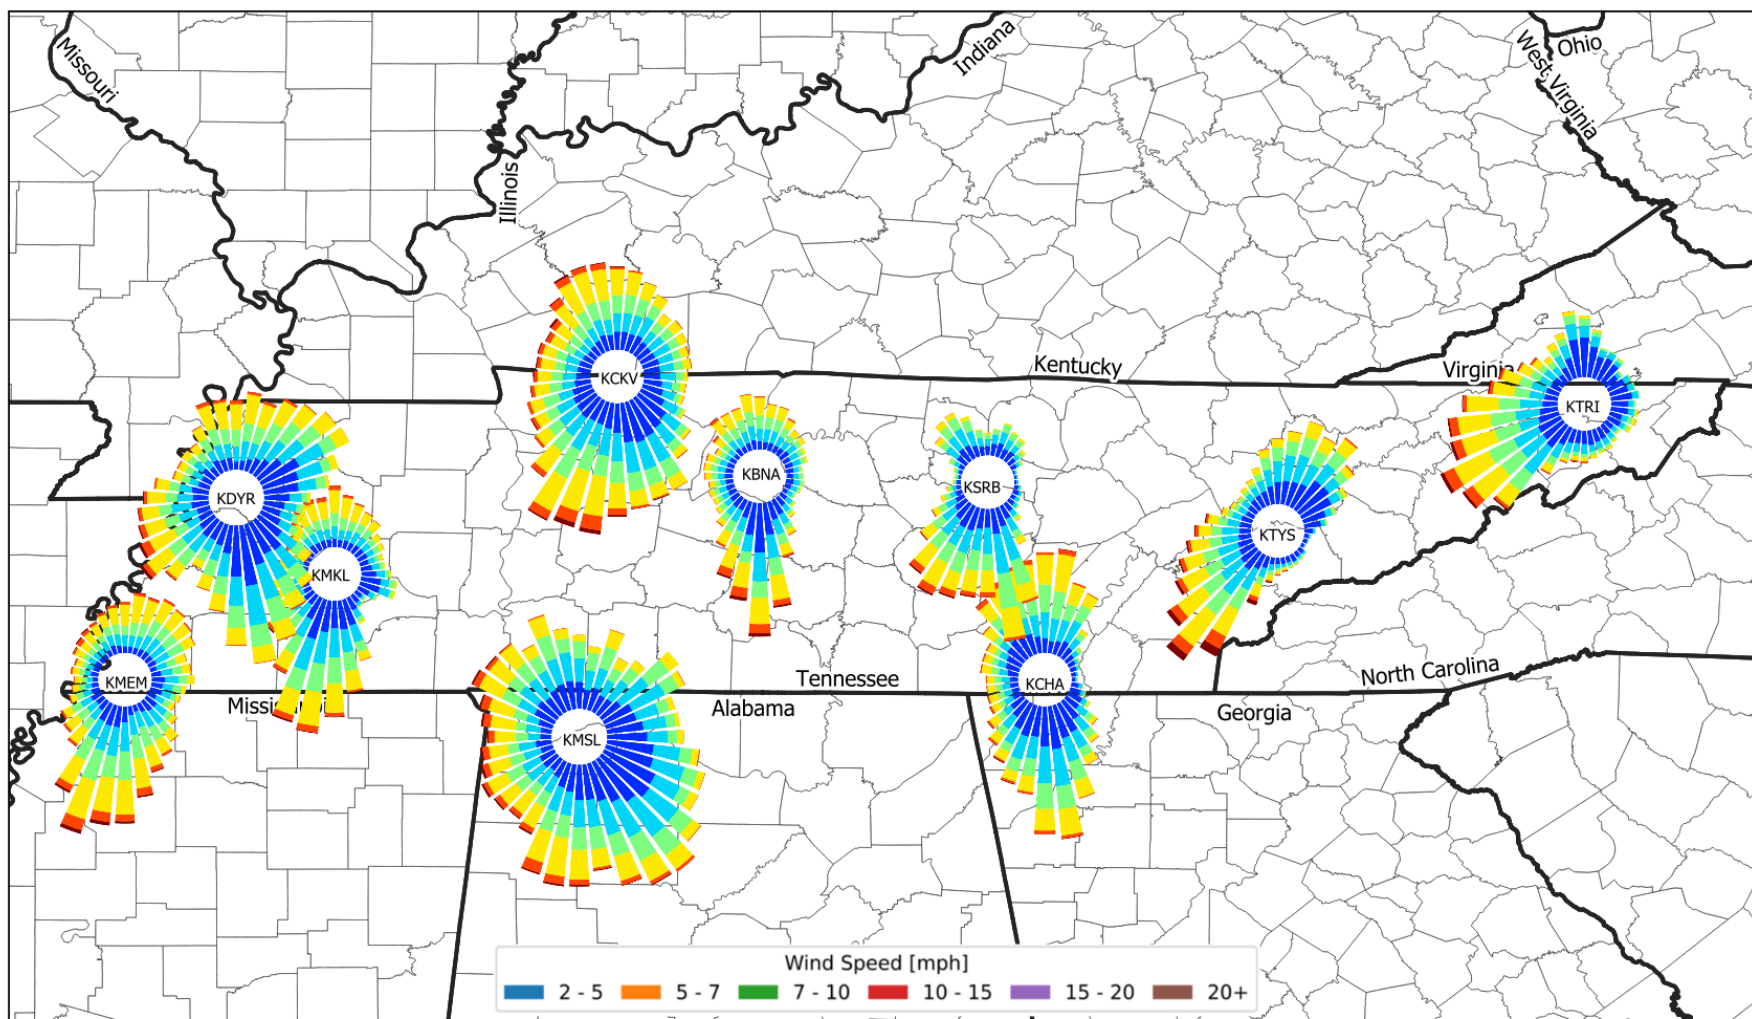 Missouri
Illinois
Indiana
West Virginia
Ohio
Kentucky
Virginia
KCKV
KTRI
KBNA
KSRB
KDYR
KTYS
KMKL
KMEM
KCHA
Tennessee
North Carolina
Alabama
Georgia
KMSL
Wind Speed [mph]
2 - 5 5 - 7 7 - 10 10 - 15 15 - 20 20+